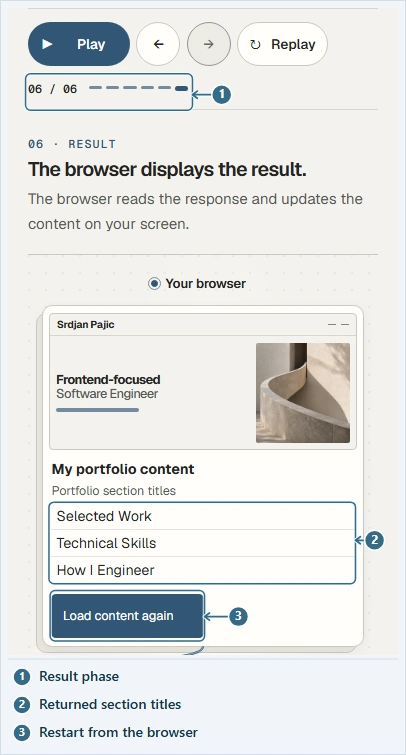 Play
Replay
06 / 06
1
06 · RESULT
The browser displays the result.
The browser reads the response and updates the
content on your screen.
Your browser
Srdjan Pajic
Frontend-focused
Software Engineer
My portfolio content
Portfolio section titles
Selected Work
Technical Skills
2
How I Engineer
Load content again
3
1 Result phase
2 Returned section titles
3 Restart from the browser